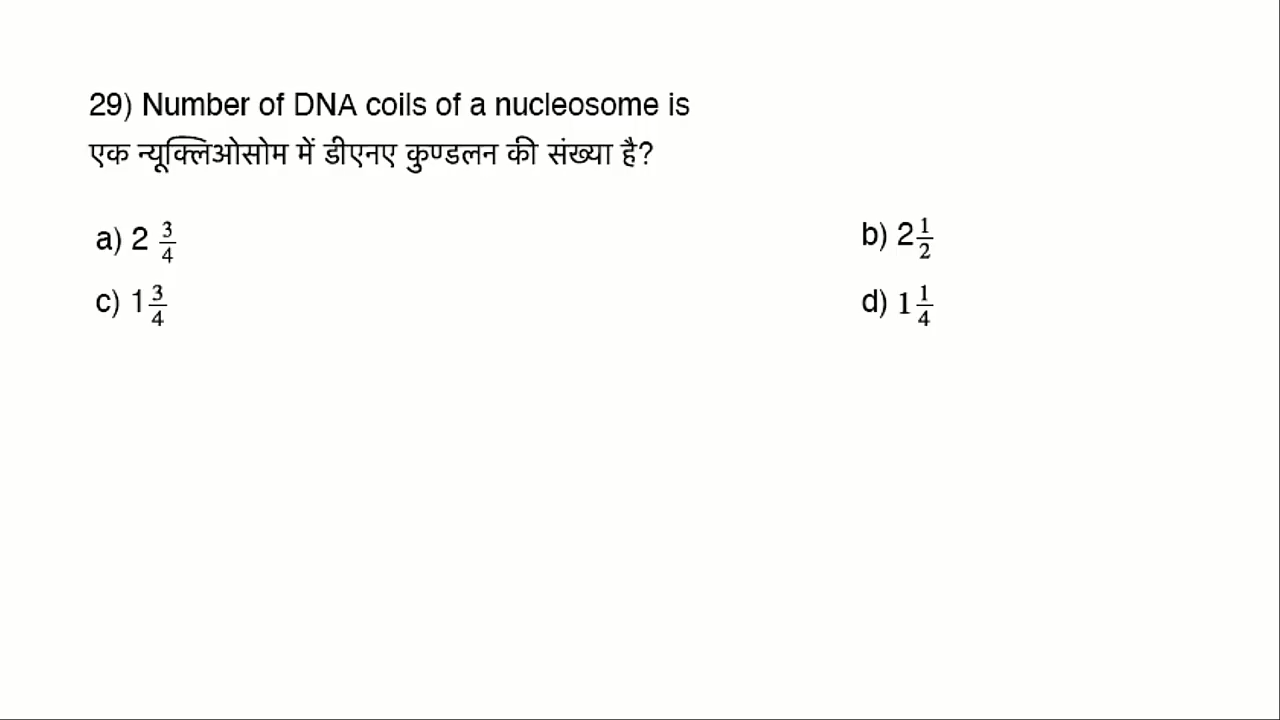 29) Number of DNA coils of a nucleosome is
एक न्यूक्लिओसोम में डीएनए कुण्डलन की संख्या है?
a) 2 3/4
b) 2 1/2
c) 1 3/4
d) 1 1/4